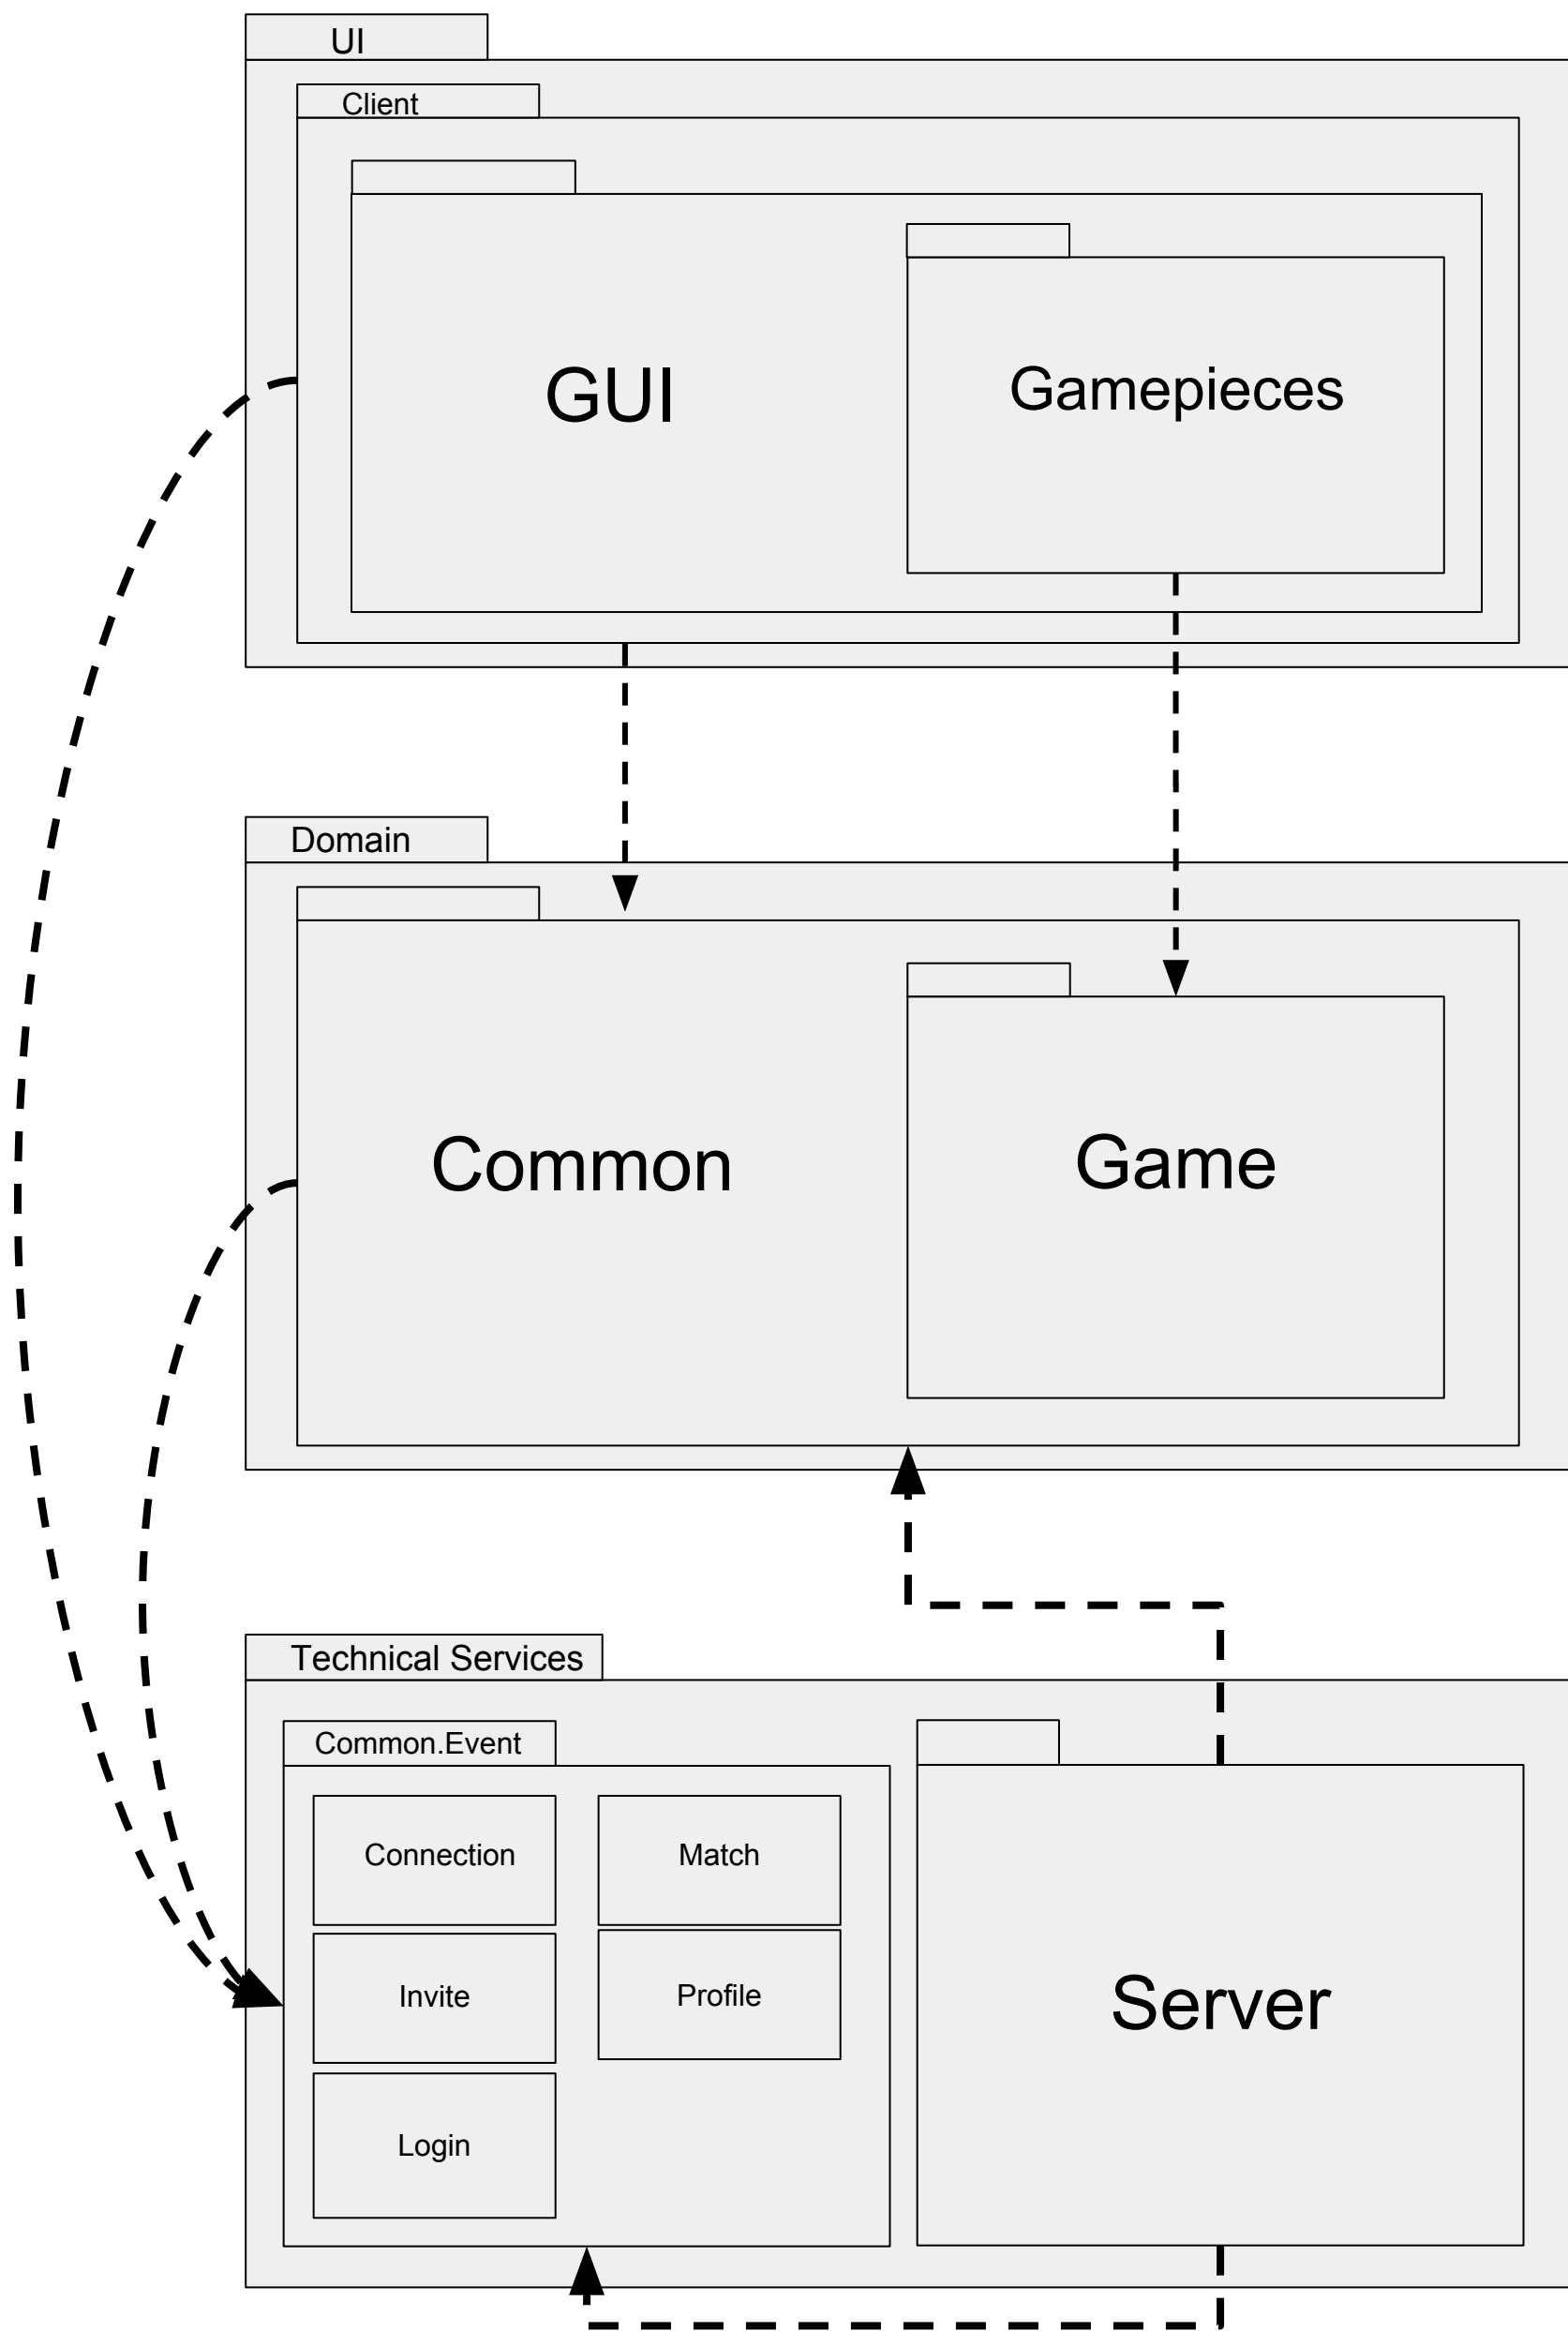 UI
Client
GUI
Gamepieces
Domain
Common
Game
Technical Services
Common.Event
Connection
Match
Invite
Profile
Login
Server